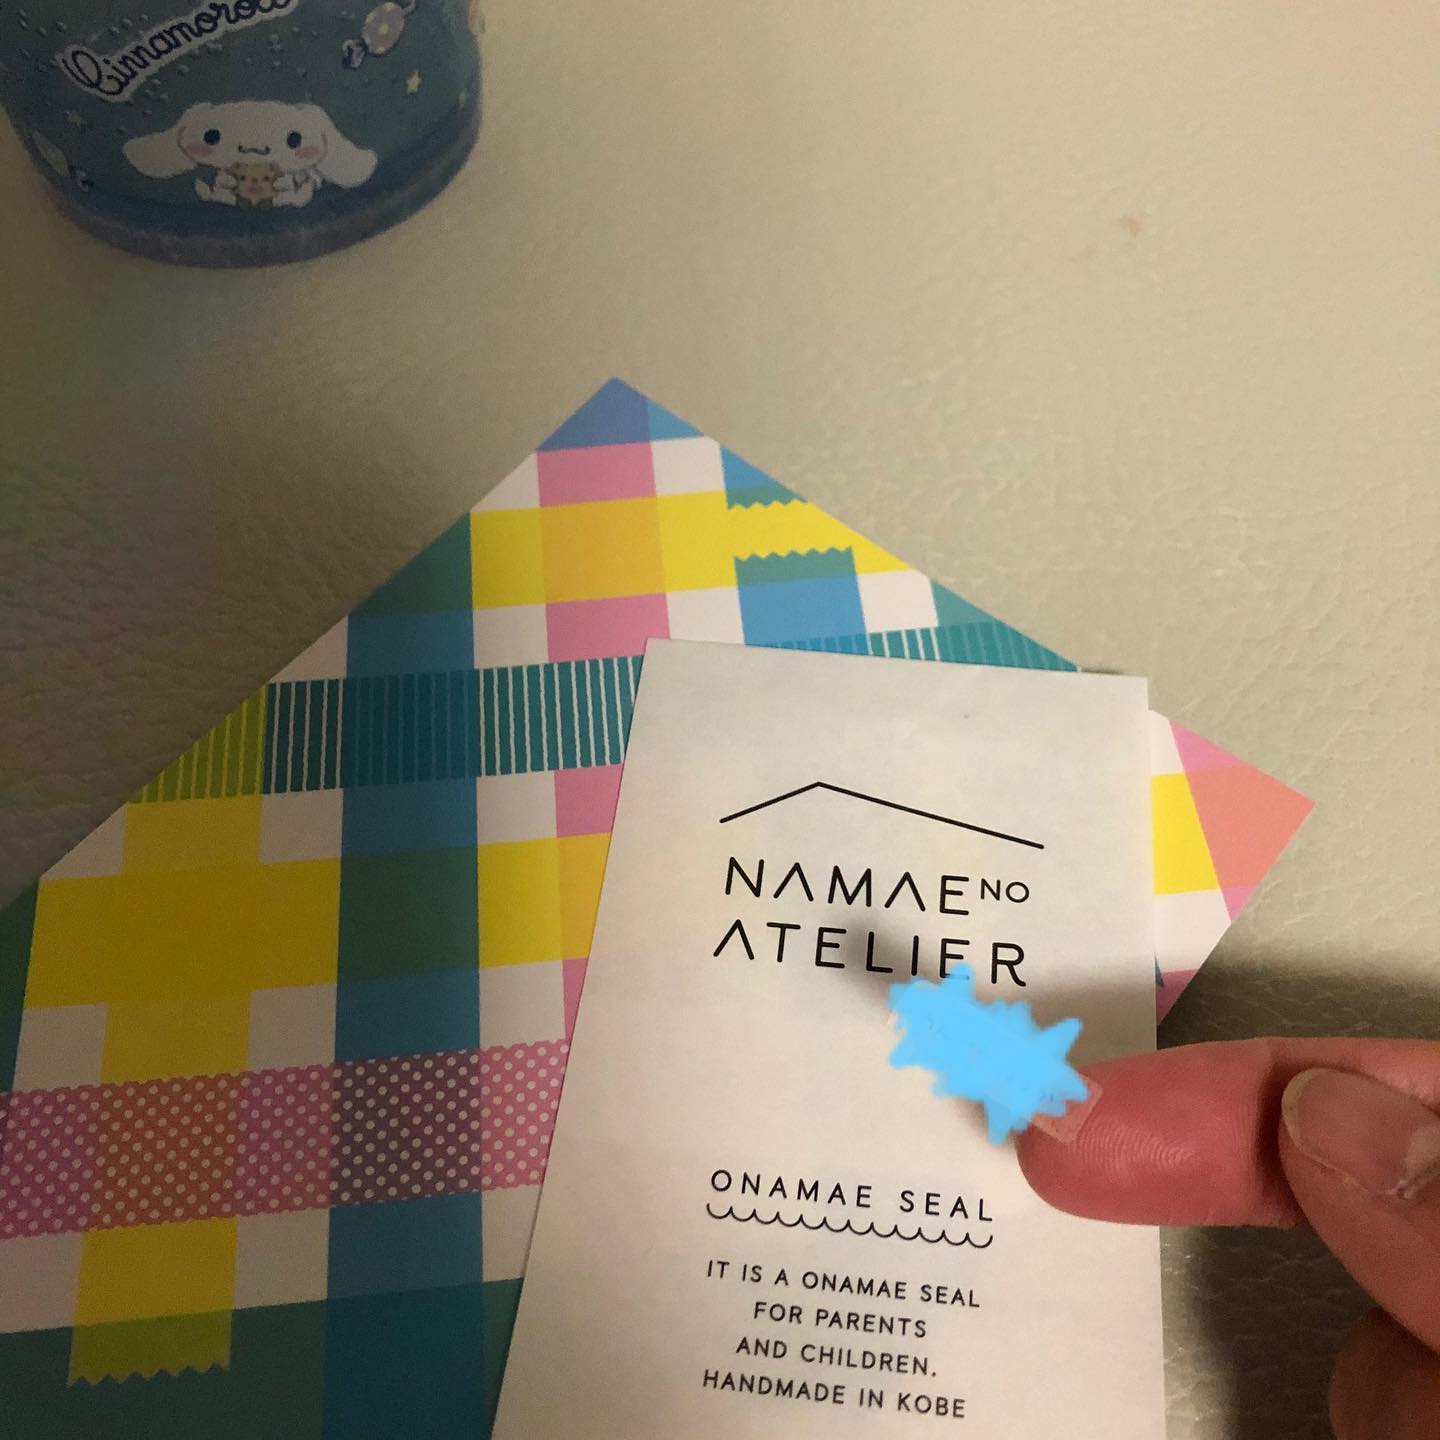 Cinnamoroll
NAMAE NO
ATELIER
ONAMAE SEAL
IT IS A ONAMAE SEAL
FOR PARENTS
AND CHILDREN.
HANDMADE IN KOBE